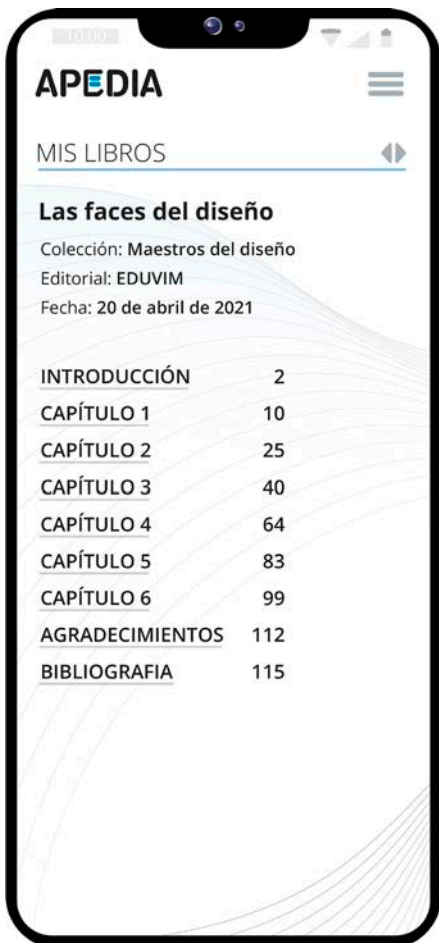 10:00
APEDIA
MIS LIBROS
Las faces del diseño
Colección: Maestros del diseño
Editorial: EDUVIM
Fecha: 20 de abril de 2021
INTRODUCCIÓN 2
CAPÍTULO 1 10
CAPÍTULO 2 25
CAPÍTULO 3 40
CAPÍTULO 4 64
CAPÍTULO 5 83
CAPÍTULO 6 99
AGRADECIMIENTOS 112
BIBLIOGRAFIA 115